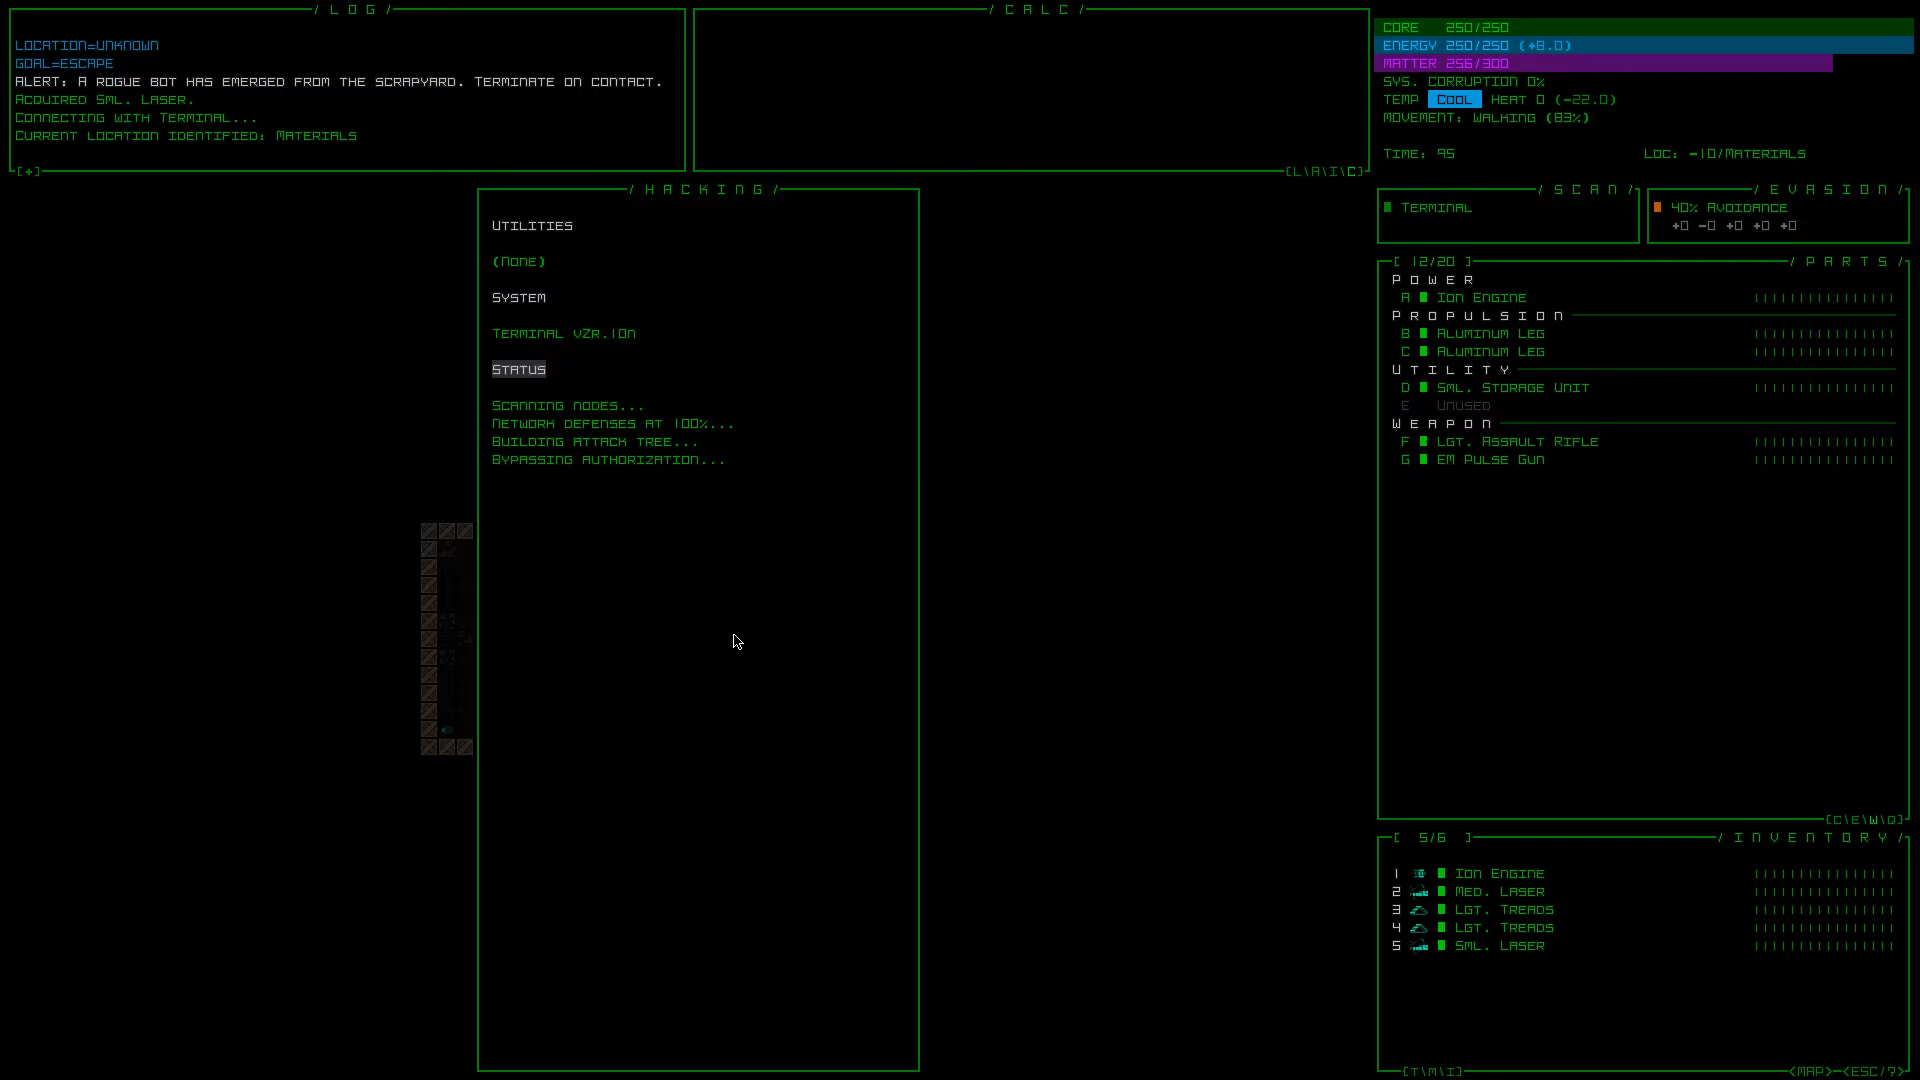 / L O G /
LOCATION=UNKNOWN
GOAL=ESCAPE
ALERT: A ROGUE BOT HAS EMERGED FROM THE SCRAPYARD. TERMINATE ON CONTACT.
ACQUIRED SML. LASER.
CONNECTING WITH TERMINAL...
CURRENT LOCATION IDENTIFIED: MATERIALS
[+]
/ C A L C /
[L\A\I\C]
CORE 250/250
ENERGY 250/250 (+8.0)
MATTER 256/300
SYS. CORRUPTION 0%
TEMP COOL HEAT 0 (-22.0)
MOVEMENT: WALKING (83%)
TIME: 95 LOC: -10/MATERIALS
/ H A C K I N G /
UTILITIES
(NONE)
SYSTEM
TERMINAL VZR.10N
STATUS
SCANNING NODES...
NETWORK DEFENSES AT 100%...
BUILDING ATTACK TREE...
BYPASSING AUTHORIZATION...
/ S C A N /
TERMINAL
/ E V A S I O N /
40% AVOIDANCE
+0 -0 +0 +0 +0
[ 12/20 ] / P A R T S /
P O W E R
A ION ENGINE
P R O P U L S I O N
B ALUMINUM LEG
C ALUMINUM LEG
U T I L I T Y
D SML. STORAGE UNIT
E UNUSED
W E A P O N
F LGT. ASSAULT RIFLE
G EM PULSE GUN
[C\E\W\Q]
[ 5/6 ] / I N V E N T O R Y /
1 ION ENGINE
2 MED. LASER
3 LGT. TREADS
4 LGT. TREADS
5 SML. LASER
[T\M\I] <MAP> <ESC/?>